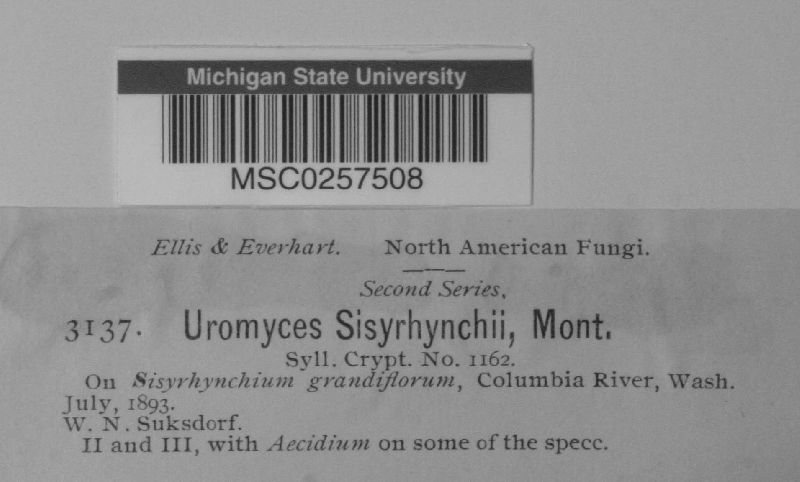 Michigan State University
MSC0257508
Ellis & Everhart. North American Fungi.
Second Series,
3137. Uromyces Sisyrhynchii, Mont.
Syll. Crypt. No. 1162.
On Sisyrhynchium grandiflorum, Columbia River, Wash.
July, 1893.
W. N. Suksdorf.
II and III, with Aecidium on some of the specc.